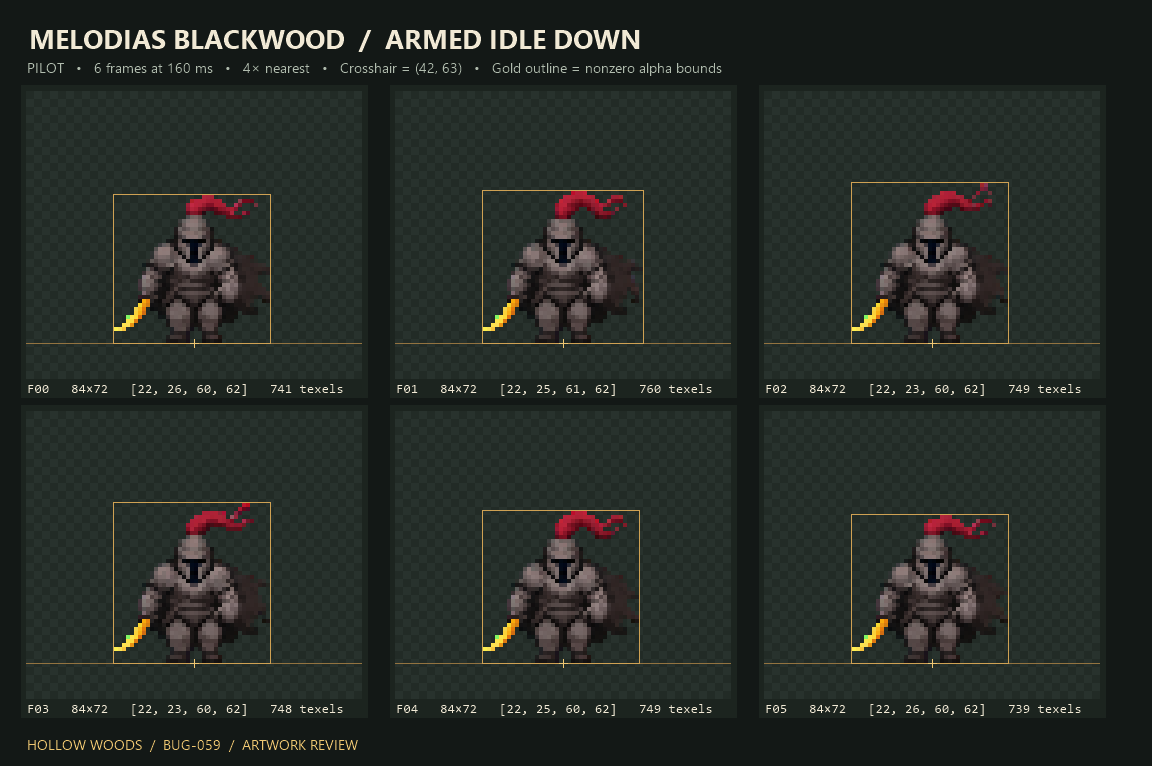 MELODIAS BLACKWOOD / ARMED IDLE DOWN
PILOT • 6 frames at 160 ms • 4× nearest • Crosshair = (42, 63) • Gold outline = nonzero alpha bounds
F00 84×72 [22, 26, 60, 62] 741 texels
F01 84×72 [22, 25, 61, 62] 760 texels
F02 84×72 [22, 23, 60, 62] 749 texels
F03 84×72 [22, 23, 60, 62] 748 texels
F04 84×72 [22, 25, 60, 62] 749 texels
F05 84×72 [22, 26, 60, 62] 739 texels
HOLLOW WOODS / BUG-059 / ARTWORK REVIEW